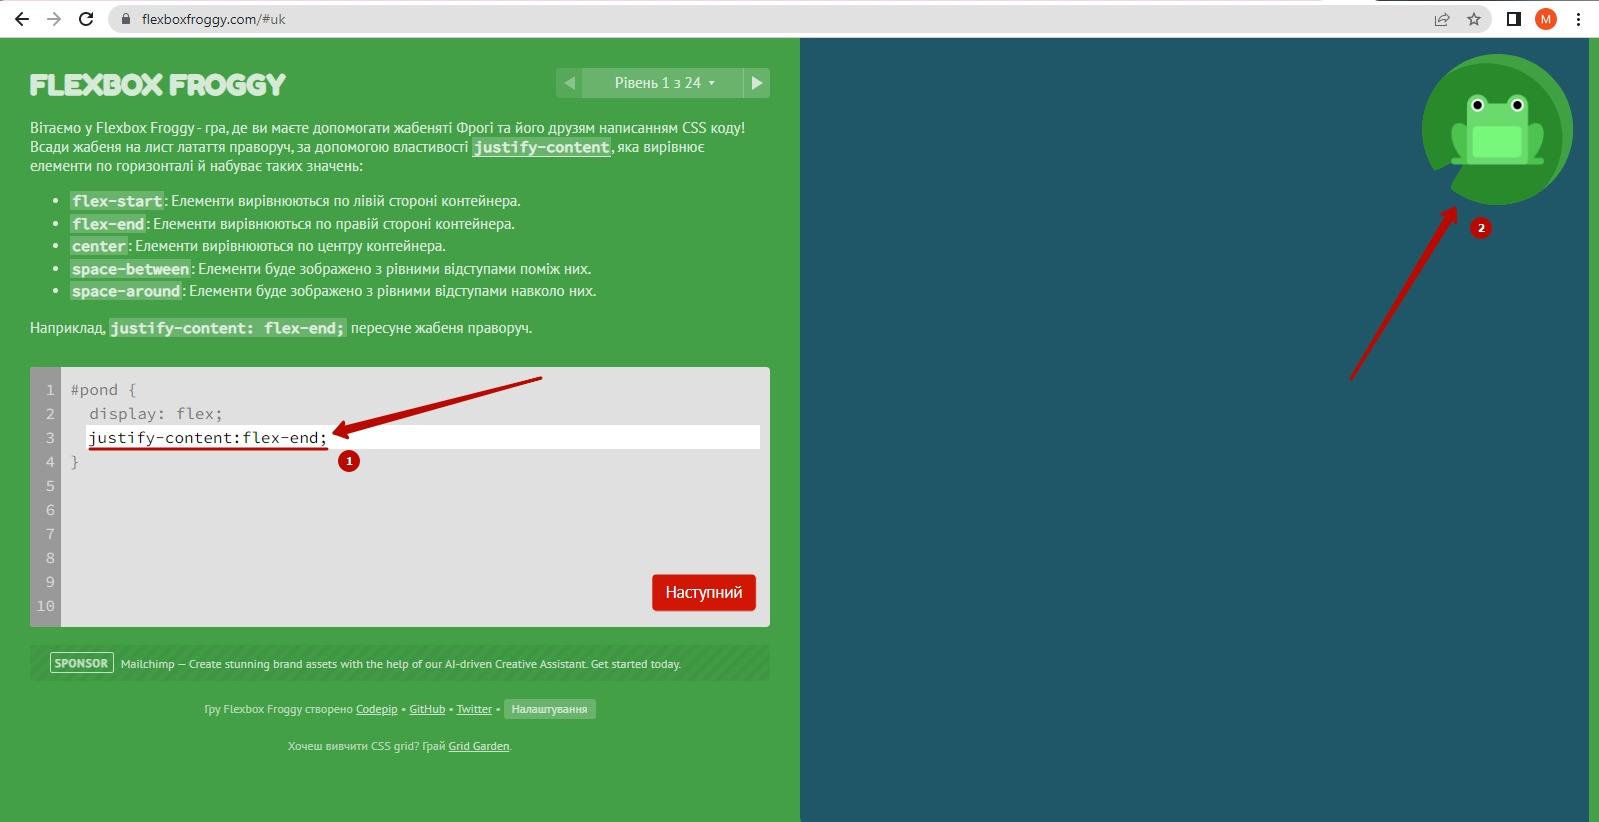 flexboxfroggy.com/#uk
M
FLEXBOX FROGGY
Рівень 1 з 24
Вітаємо у Flexbox Froggy - гра, де ви маєте допомогати жабеняті Фрогі та його друзям написанням CSS коду!
Всади жабеня на лист латаття праворуч, за допомогою властивості justify-content, яка вирівнює
елементи по горизонталі й набуває таких значень:
• flex-start: Елементи вирівнюються по лівій стороні контейнера.
• flex-end: Елементи вирівнюються по правій стороні контейнера.
• center: Елементи вирівнюються по центру контейнера.
• space-between: Елементи буде зображено з рівними відступами поміж них.
• space-around: Елементи буде зображено з рівними відступами навколо них.
Наприклад, justify-content: flex-end; пересуне жабеня праворуч.
1 #pond {
2 display: flex;
3 justify-content:flex-end;
4 }
5
6
7
8
9
10
1
Наступний
SPONSOR Mailchimp — Create stunning brand assets with the help of our AI-driven Creative Assistant. Get started today.
Гру Flexbox Froggy створено Codepip • GitHub • Twitter • Налаштування
Хочеш вивчити CSS grid? Грай Grid Garden.
2